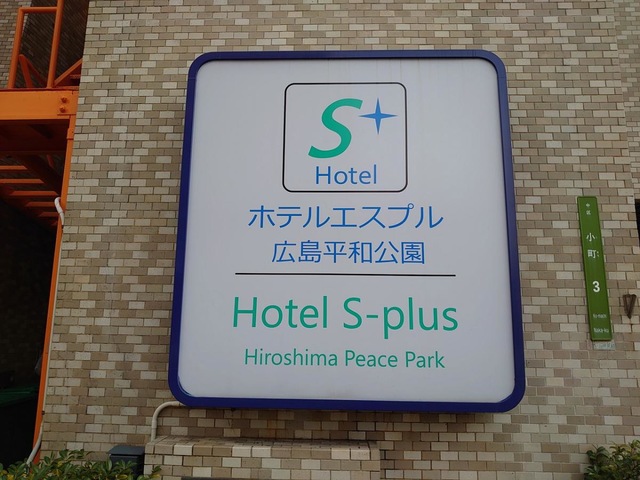 S
Hotel
ホテルエスプル
広島平和公園
Hotel S-plus
Hiroshima Peace Park
小町
3